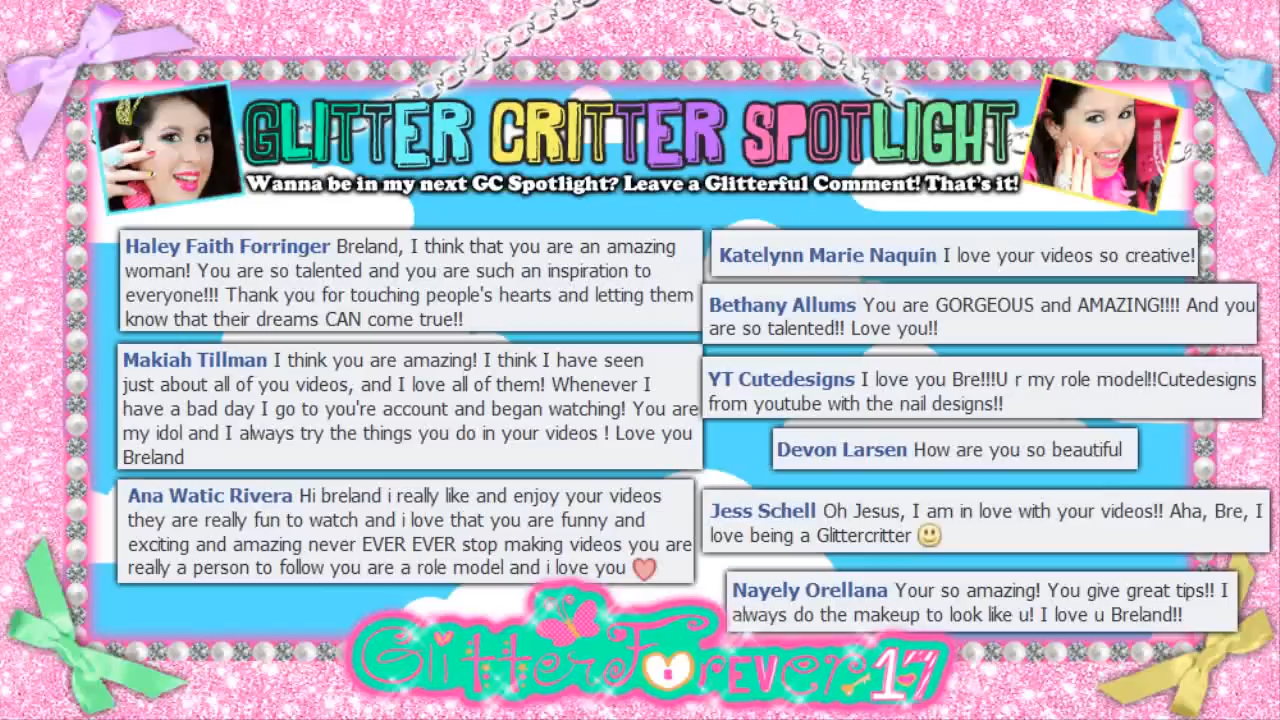 GLITTER CRITTER SPOTLIGHT
Wanna be in my next GC Spotlight? Leave a Glitterful Comment! That's it!
Haley Faith Forringer Breland, I think that you are an amazing
woman! You are so talented and you are such an inspiration to
everyone!!! Thank you for touching people's hearts and letting them
know that their dreams CAN come true!!
Makiah Tillman I think you are amazing! I think I have seen
just about all of you videos, and I love all of them! Whenever I
have a bad day I go to you're account and began watching! You are
my idol and I always try the things you do in your videos ! Love you
Breland
Ana Watic Rivera Hi breland i really like and enjoy your videos
they are really fun to watch and i love that you are funny and
exciting and amazing never EVER EVER stop making videos you are
really a person to follow you are a role model and i love you
Katelynn Marie Naquin I love your videos so creative!
Bethany Allums You are GORGEOUS and AMAZING!!!! And you
are so talented!! Love you!!
YT Cutedesigns I love you Bre!!!U r my role model!!Cutedesigns
from youtube with the nail designs!!
Devon Larsen How are you so beautiful
Jess Schell Oh Jesus, I am in love with your videos!! Aha, Bre, I
love being a Glittercritter
Nayely Orellana Your so amazing! You give great tips!! I
always do the makeup to look like u! I love u Breland!!
GlitterForever17